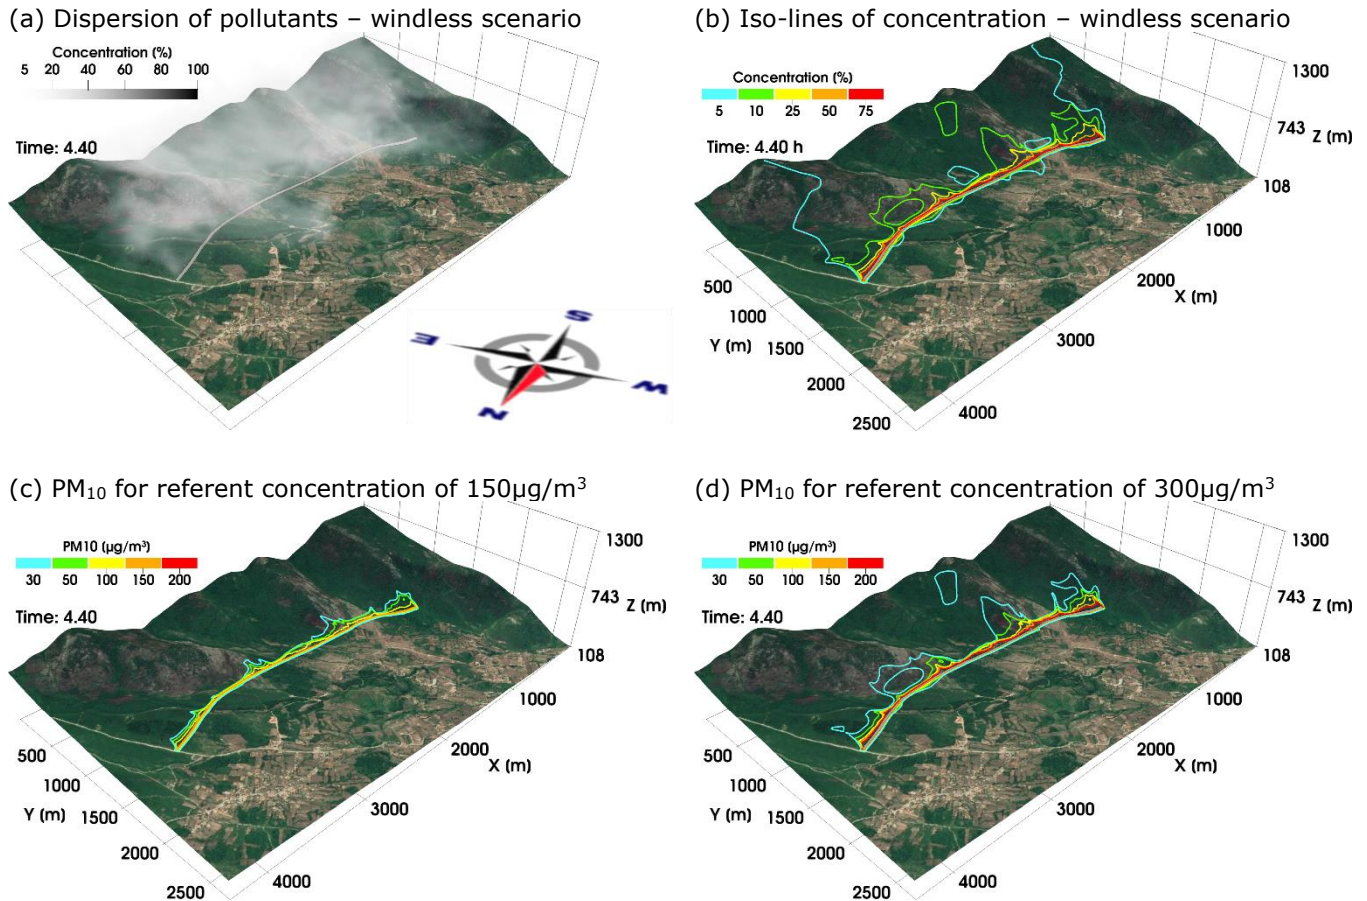 (a) Dispersion of pollutants – windless scenario
Concentration (%)
5 20 40 60 80 100
Time: 4.40
(b) Iso-lines of concentration – windless scenario
Concentration (%)
5 10 25 50 75
Time: 4.40 h
1300
743 Z (m)
108
1000
2000
X (m)
3000
4000
500
1000
Y (m) 1500
2000
2500
S
E
W
N
(c) PM₁₀ for referent concentration of 150µg/m³
PM10 (µg/m³)
30 50 100 150 200
Time: 4.40
1300
743
Z (m)
108
1000
2000
X (m)
3000
4000
500
1000
Y (m) 1500
2000
2500
(d) PM₁₀ for referent concentration of 300µg/m³
PM10 (µg/m³)
30 50 100 150 200
Time: 4.40
1300
743
Z (m)
108
1000
2000
X (m)
3000
4000
500
1000
Y (m) 1500
2000
2500